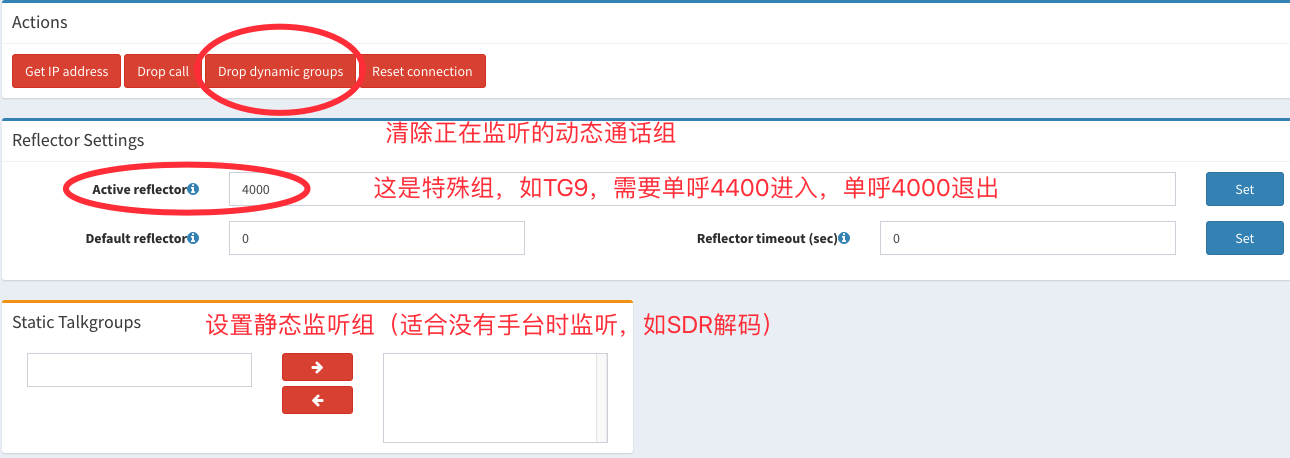 Actions
Get IP address Drop call Drop dynamic groups Reset connection
清除正在监听的动态通话组
Reflector Settings
Active reflector 4000 这是特殊组，如TG9，需要单呼4400进入，单呼4000退出 Set
Default reflector 0 Reflector timeout (sec) 0 Set
Static Talkgroups 设置静态监听组（适合没有手台时监听，如SDR解码）